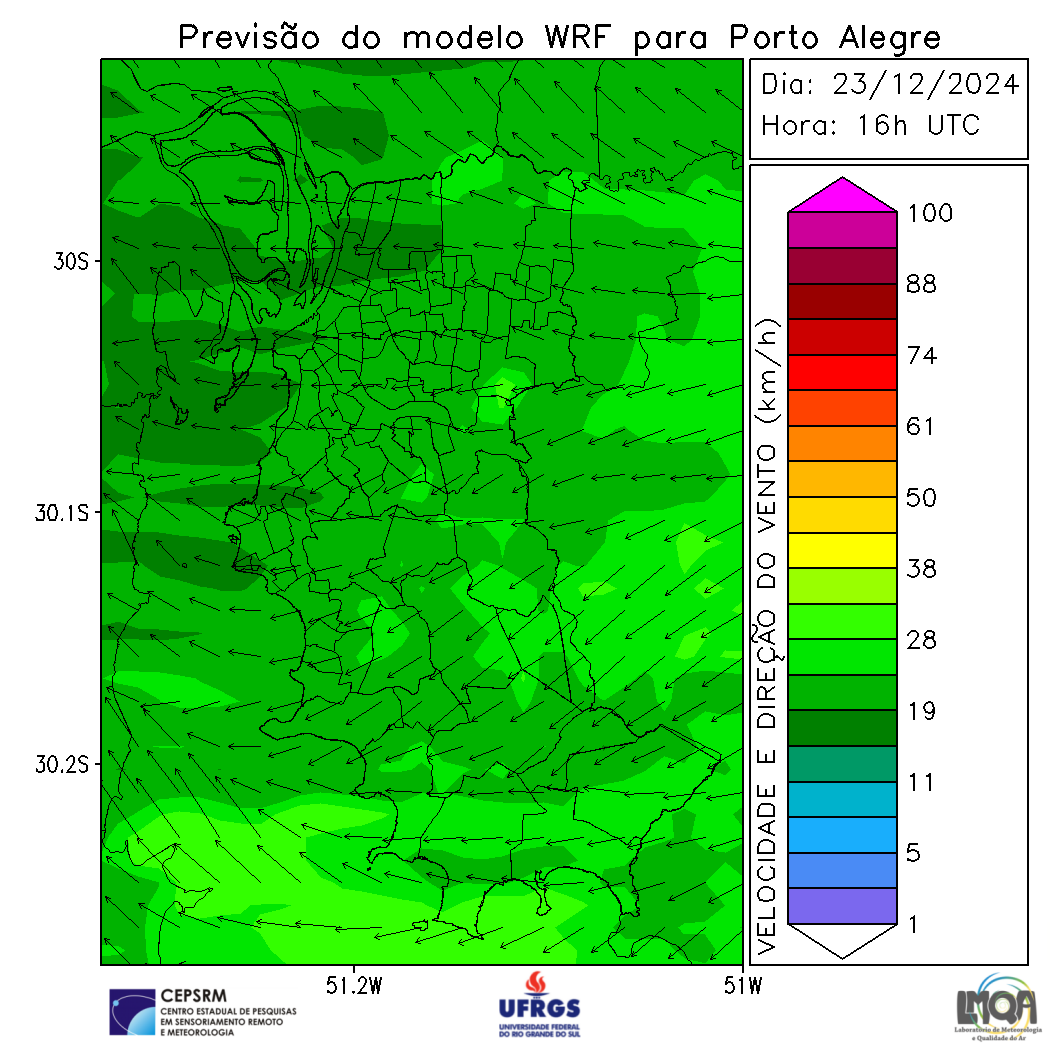 Previsão do modelo WRF para Porto Alegre
Dia: 23/12/2024
Hora: 16h UTC
30S
30.1S
30.2S
51.2W
51W
VELOCIDADE E DIREÇÃO DO VENTO (km/h)
100
88
74
61
50
38
28
19
11
5
1
CEPSRM
CENTRO ESTADUAL DE PESQUISAS
EM SENSORIAMENTO REMOTO
E METEOROLOGIA
UFRGS
UNIVERSIDADE FEDERAL
DO RIO GRANDE DO SUL
LMQA
Laboratório de Meteorologia
e Qualidade do Ar